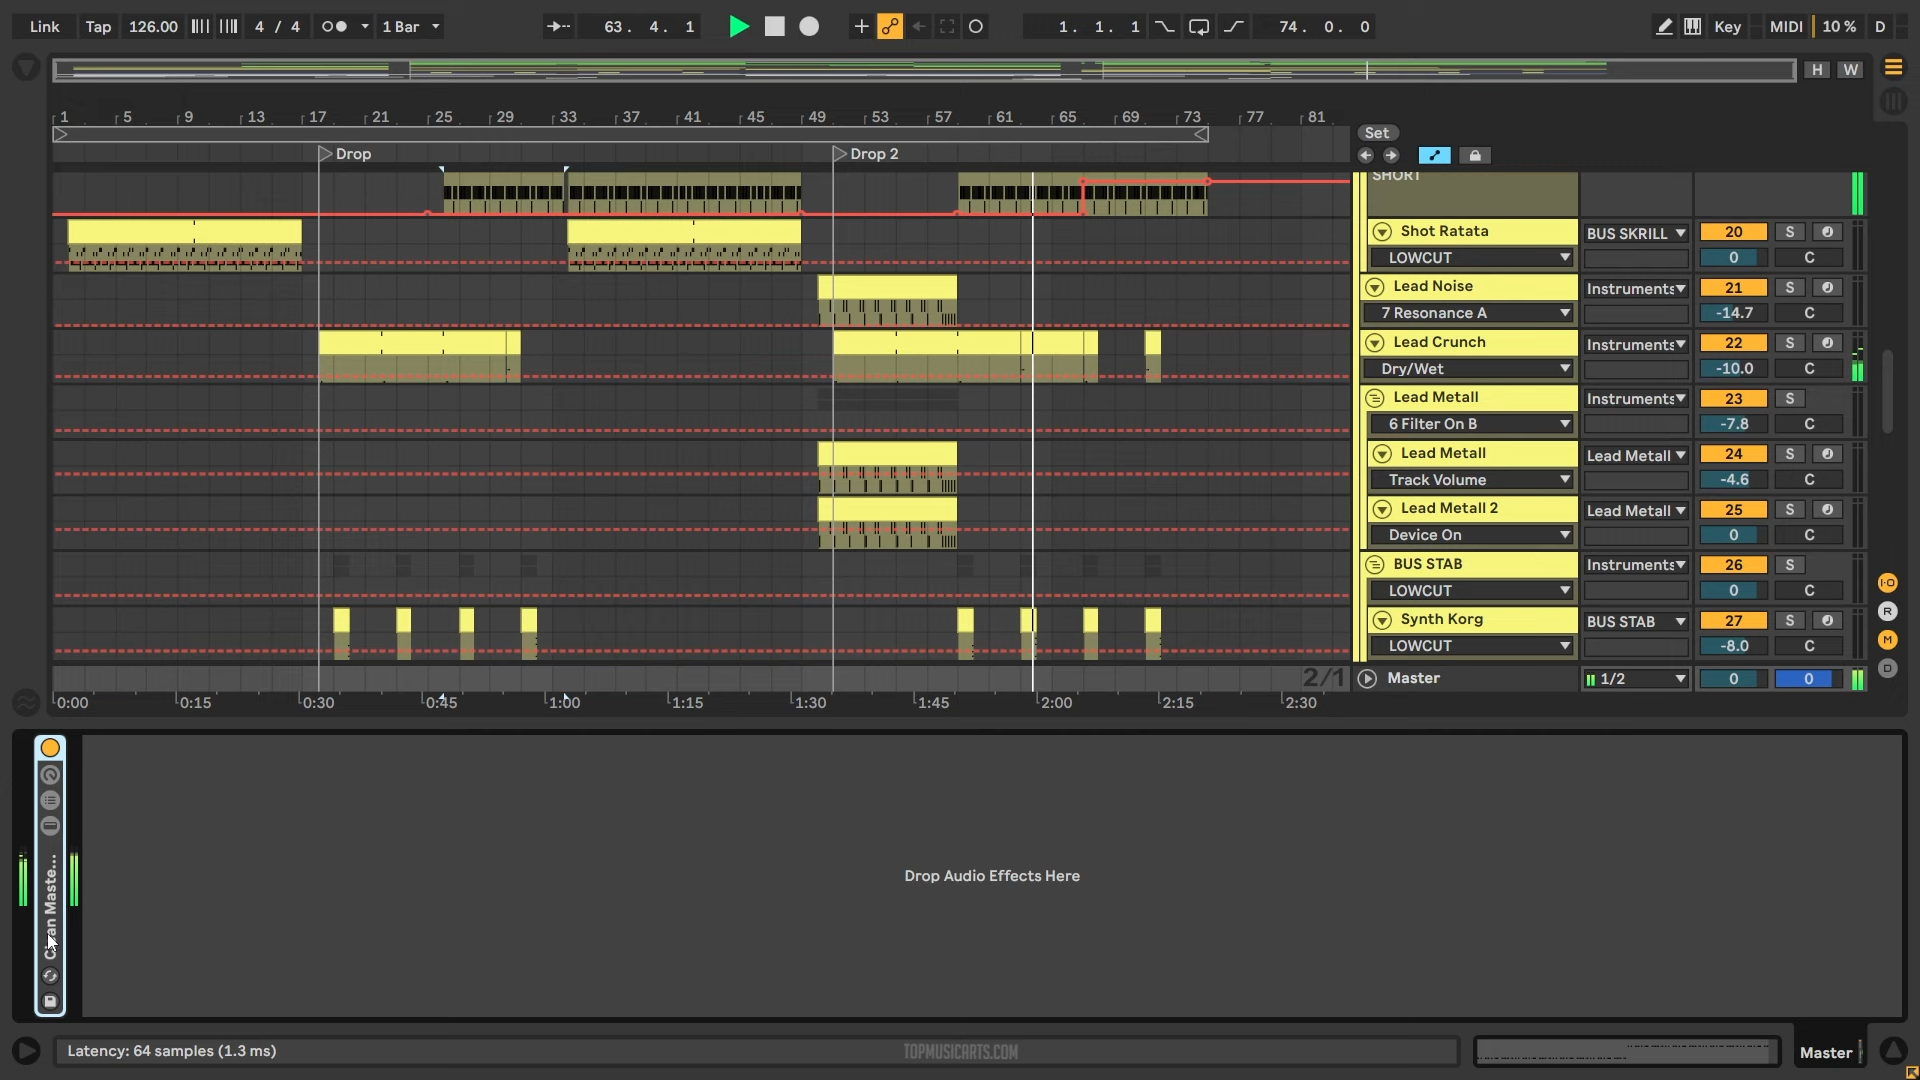 Link Tap 126.00 4 / 4 1 Bar 63. 4. 1 1. 1. 1 74. 0. 0 Key MIDI 10 % D
H W
1 5 9 13 17 21 25 29 33 37 41 45 49 53 57 61 65 69 73 77 81
Set
Drop Drop 2
SHORT
Shot Ratata BUS SKRILL 20 S
LOWCUT 0 C
Lead Noise Instruments 21 S
7 Resonance A -14.7 C
Lead Crunch Instruments 22 S
Dry/Wet -10.0 C
Lead Metall Instruments 23 S
6 Filter On B -7.8 C
Lead Metall Lead Metall 24 S
Track Volume -4.6 C
Lead Metall 2 Lead Metall 25 S
Device On 0 C
BUS STAB Instruments 26 S
LOWCUT 0 C
I·O
R
Synth Korg BUS STAB 27 S
LOWCUT -8.0 C
M
D
2/1 Master 1/2 0 0
0:00 0:15 0:30 0:45 1:00 1:15 1:30 1:45 2:00 2:15 2:30
Drop Audio Effects Here
Latency: 64 samples (1.3 ms) TOPMUSICARTS.COM Master